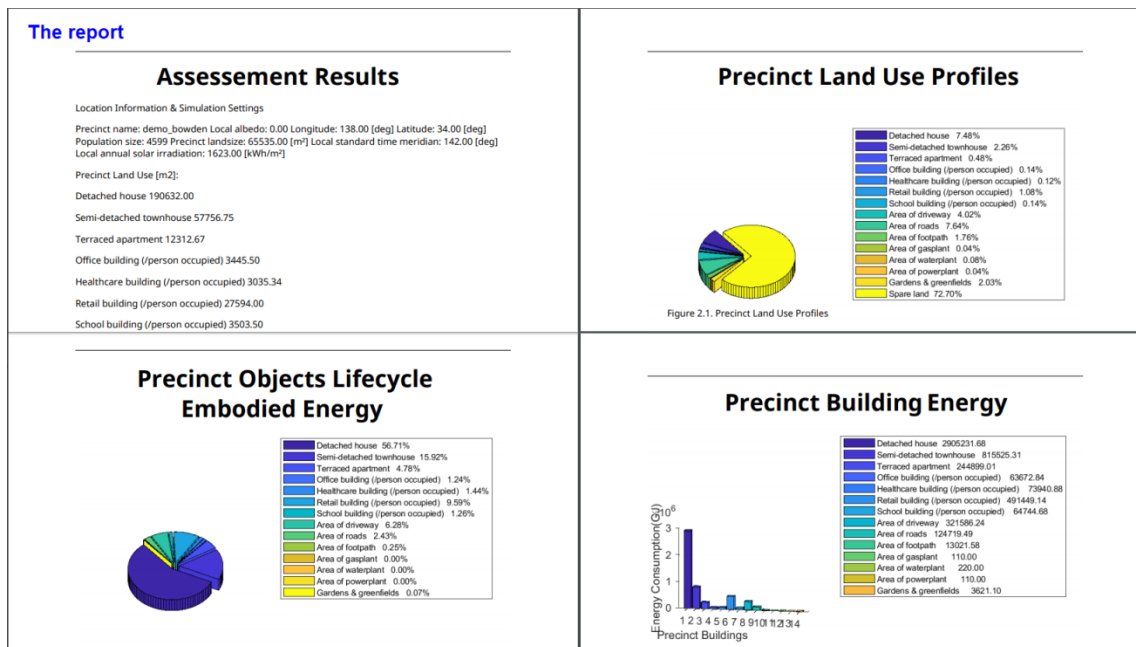 The report
Assessement Results
Location Information & Simulation Settings
Precinct name: demo_bowden Local albedo: 0.00 Longitude: 138.00 [deg] Latitude: 34.00 [deg]
Population size: 4599 Precinct landsize: 65535.00 [m²] Local standard time meridian: 142.00 [deg]
Local annual solar irradiation: 1623.00 [kWh/m²]
Precinct Land Use [m2]:
Detached house 190632.00
Semi-detached townhouse 57756.75
Terraced apartment 12312.67
Office building (/person occupied) 3445.50
Healthcare building (/person occupied) 3035.34
Retail building (/person occupied) 27594.00
School building (/person occupied) 3503.50
Precinct Land Use Profiles
Detached house 7.48%
Semi-detached townhouse 2.26%
Terraced apartment 0.48%
Office building (/person occupied) 0.14%
Healthcare building (/person occupied) 0.12%
Retail building (/person occupied) 1.08%
School building (/person occupied) 0.14%
Area of driveway 4.02%
Area of roads 7.64%
Area of footpath 1.76%
Area of gasplant 0.04%
Area of waterplant 0.08%
Area of powerplant 0.04%
Gardens & greenfields 2.03%
Spare land 72.70%
Figure 2.1. Precinct Land Use Profiles
Precinct Objects Lifecycle
Embodied Energy
Detached house 56.71%
Semi-detached townhouse 15.92%
Terraced apartment 4.78%
Office building (/person occupied) 1.24%
Healthcare building (/person occupied) 1.44%
Retail building (/person occupied) 9.59%
School building (/person occupied) 1.26%
Area of driveway 6.28%
Area of roads 2.43%
Area of footpath 0.25%
Area of gasplant 0.00%
Area of waterplant 0.00%
Area of powerplant 0.00%
Gardens & greenfields 0.07%
Precinct Building Energy
Detached house 2905231.68
Semi-detached townhouse 815525.31
Terraced apartment 244899.01
Office building (/person occupied) 63672.84
Healthcare building (/person occupied) 73940.88
Retail building (/person occupied) 491449.14
School building (/person occupied) 64744.68
Area of driveway 321586.24
Area of roads 124719.49
Area of footpath 13021.58
Area of gasplant 110.00
Area of waterplant 220.00
Area of powerplant 110.00
Gardens & greenfields 3621.10
Energy Consumption(GJ)
×10⁶
3
2
1
0
1 2 3 4 5 6 7 8 9 10 11 12 13 14
Precinct Buildings